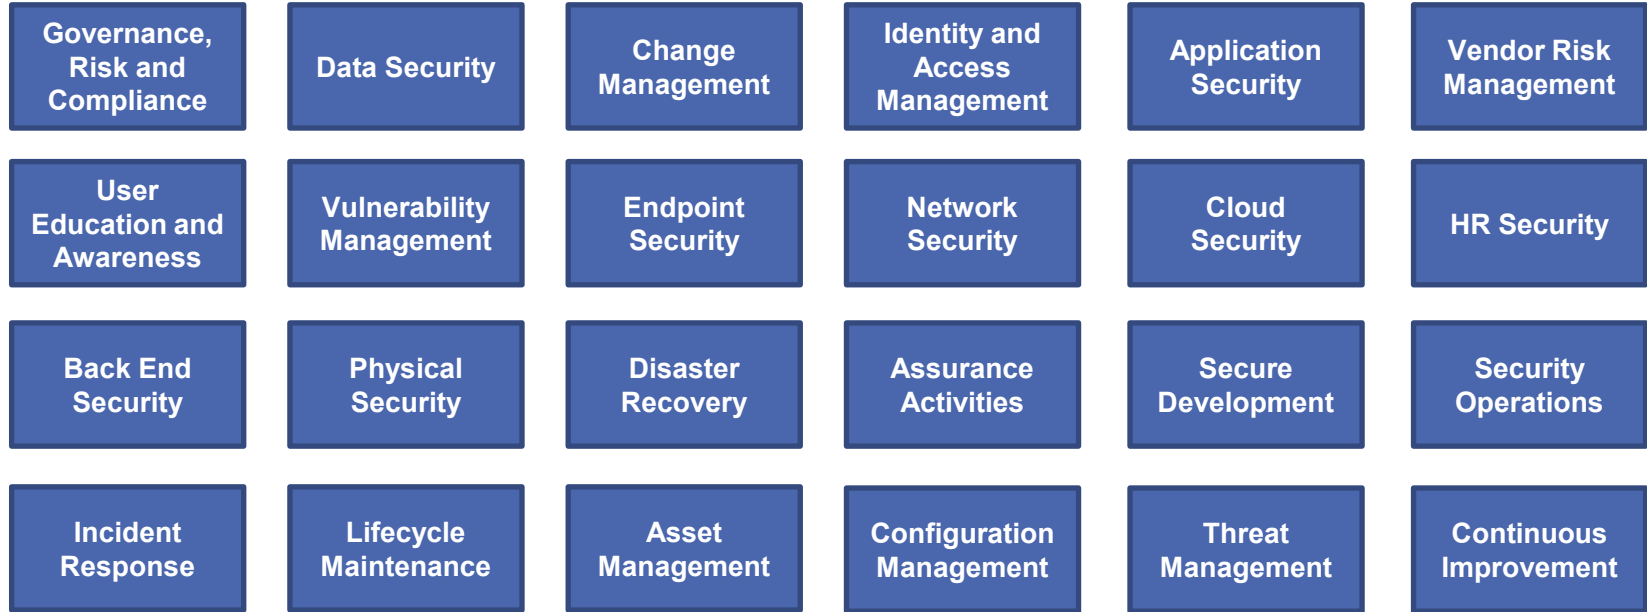 Governance,
Risk and
Compliance
Data Security
Change
Management
Identity and
Access
Management
Application
Security
Vendor Risk
Management
User
Education and
Awareness
Vulnerability
Management
Endpoint
Security
Network
Security
Cloud
Security
HR Security
Back End
Security
Physical
Security
Disaster
Recovery
Assurance
Activities
Secure
Development
Security
Operations
Incident
Response
Lifecycle
Maintenance
Asset
Management
Configuration
Management
Threat
Management
Continuous
Improvement